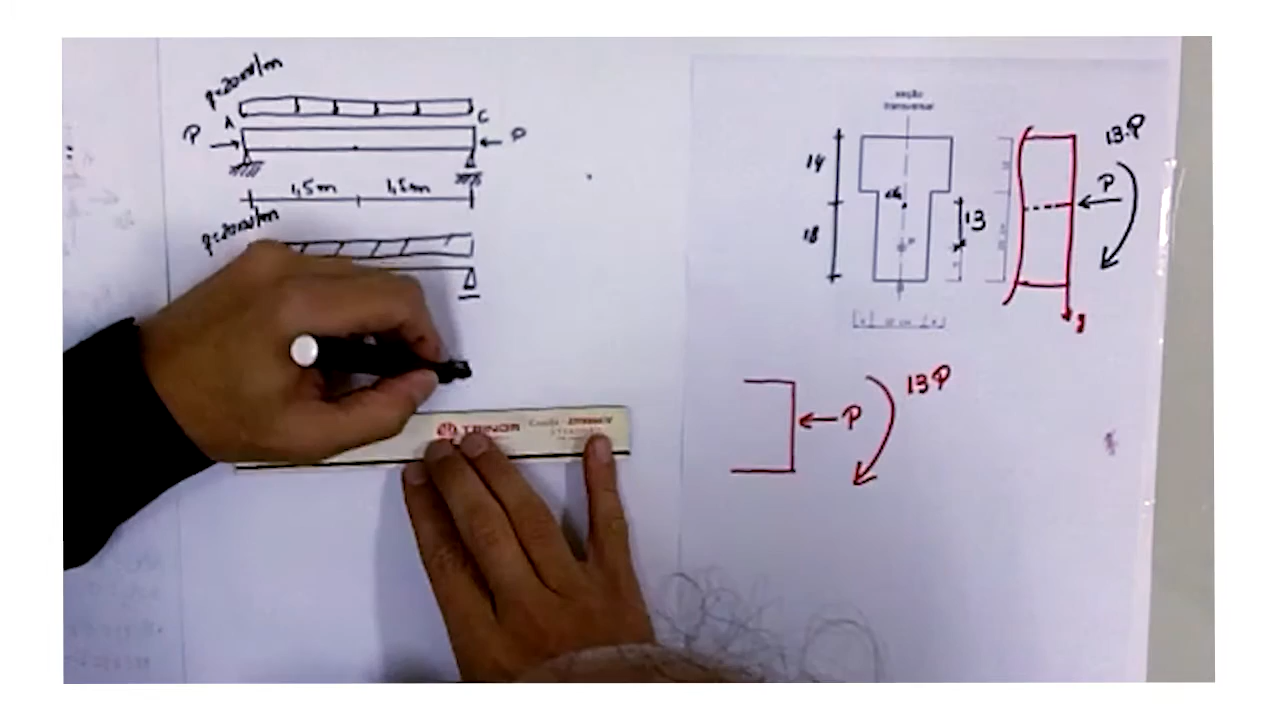 q=20kN/m
A
C
P
P
1,5m
1,5m
q=20kN/m
TRINOR
seção
transversal
14
18
13
13.P
P
y
P
13P